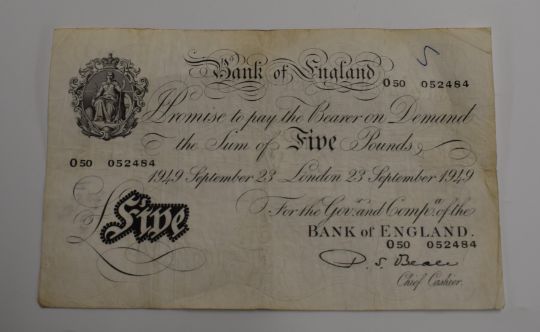 Bank of England
5
O50 052484
I Promise to pay the Bearer on Demand
the Sum of Five Pounds
O50 052484
1949 September 23 London 23 September 1949
For the Govr. and Compa. of the
£Five
BANK of ENGLAND.
O50 052484
P. S. Beale
Chief Cashier.